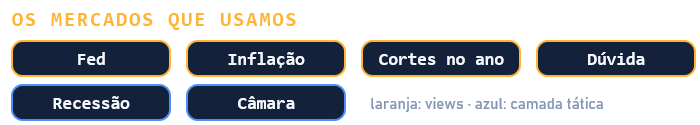 OS MERCADOS QUE USAMOS
Fed Inflação Cortes no ano Dúvida
Recessão Câmara laranja: views · azul: camada tática